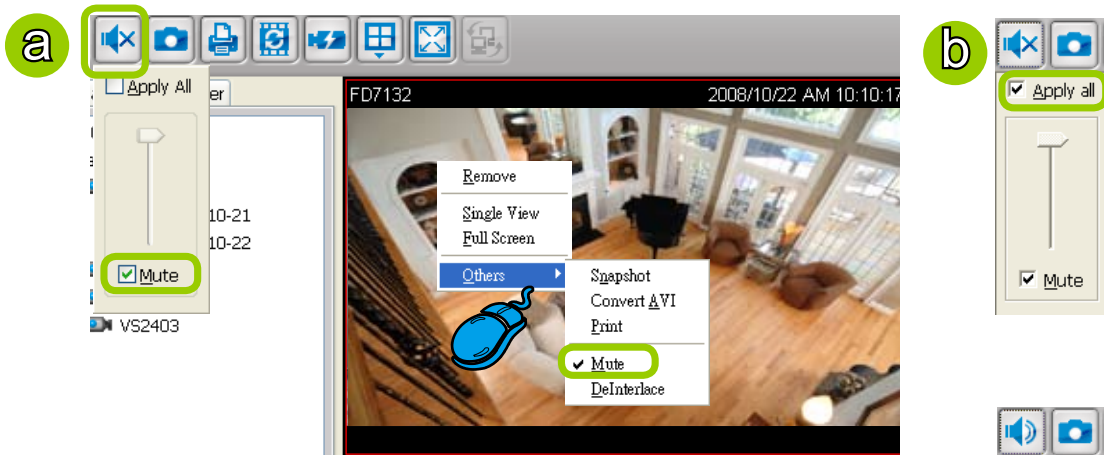 a
b
Apply All
er
10-21
10-22
Mute
VS2403
FD7132 2008/10/22 AM 10:10:17
Remove
Single View
Full Screen
Others
Snapshot
Convert AVI
Print
Mute
DeInterlace
Apply all
Mute